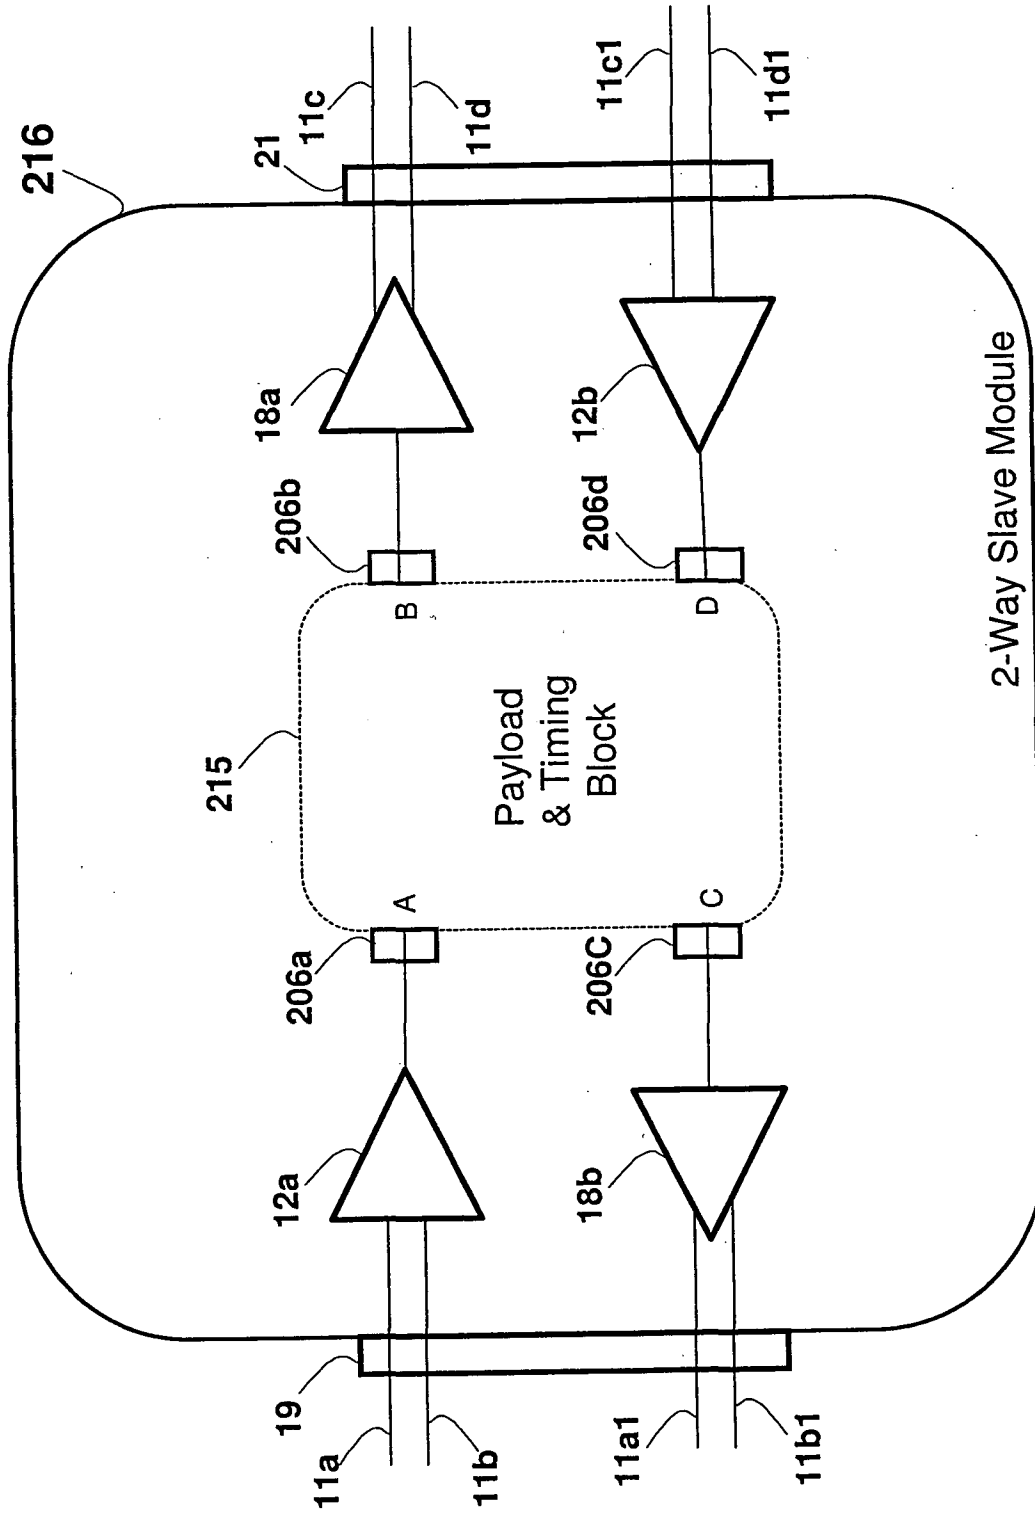 216
21
11c
11d
11c1
11d1
18a
12b
206b
206d
B
D
215
Payload
& Timing
Block
A
C
206a
206C
12a
18b
19
11a
11b
11a1
11b1
2-Way Slave Module